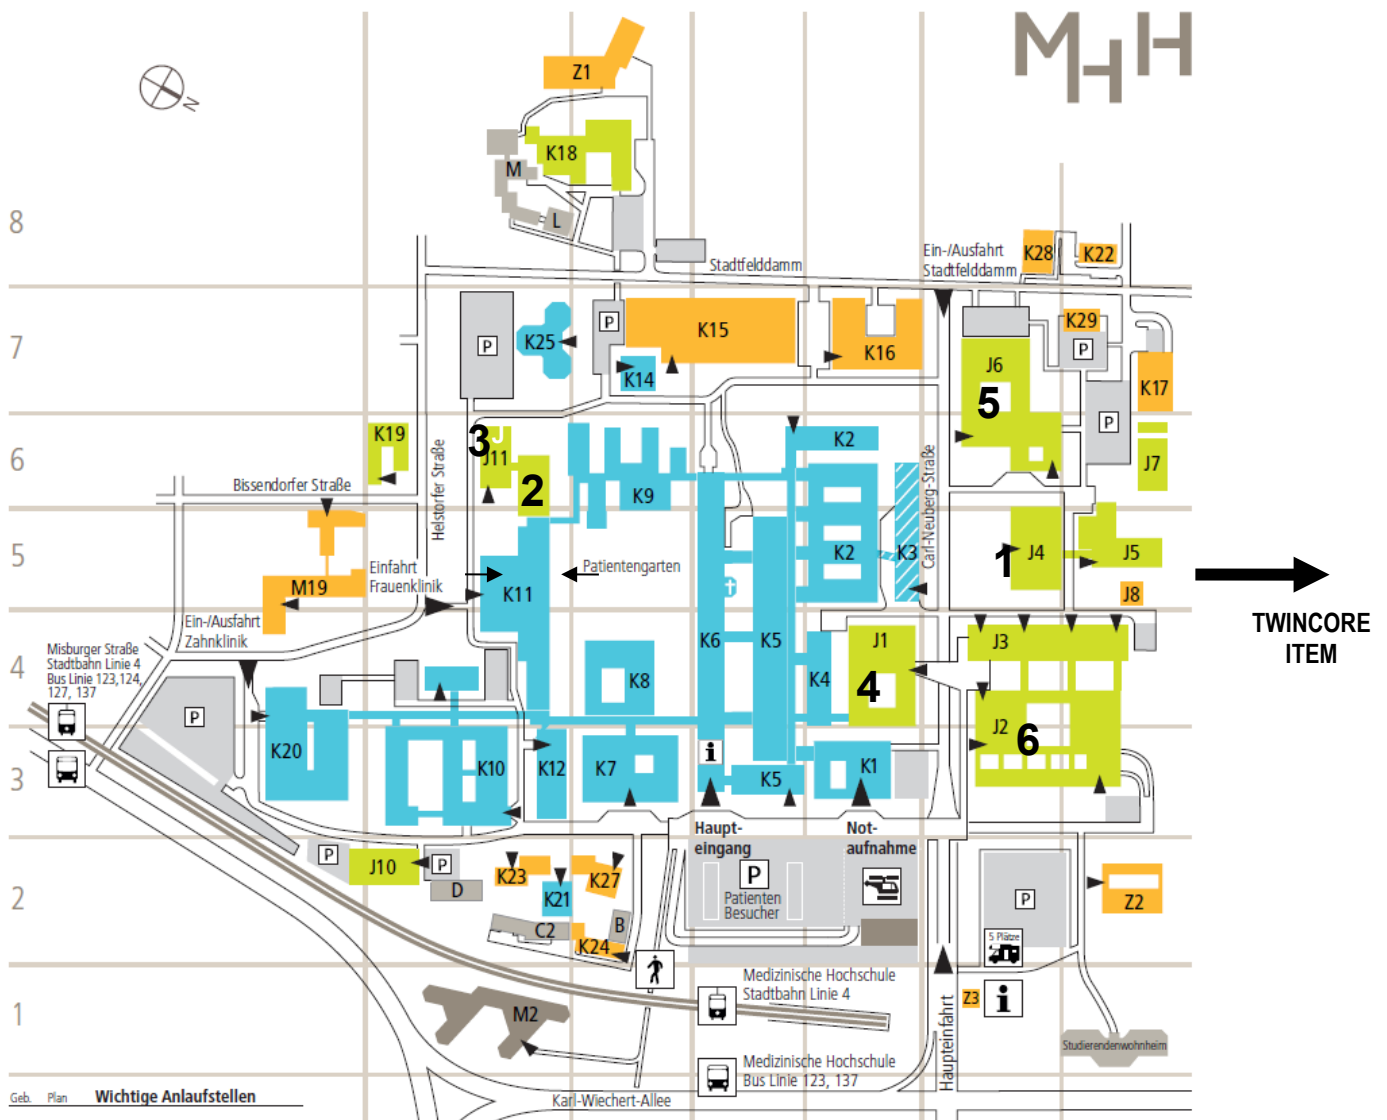 MHH
Z1
N
K18
M
L
8
Stadtfelddamm
Ein-/Ausfahrt
Stadtfelddamm
K28
K22
7
P
K25
P
K15
K14
K16
J6
5
K29
P
K17
P
6
K19
3
J
J11
2
K9
K2
J7
Bissendorfer Straße
Helstorfer Straße
Carl-Neuberg-Straße
5
M19
Einfahrt
Frauenklinik
K11
Patientengarten
K2
K3
1
J4
J5
J8
TWINCORE
ITEM
Ein-/Ausfahrt
Zahnklinik
4
Misburger Straße
Stadtbahn Linie 4
Bus Linie 123,124,
127, 137
P
K8
K6
K5
K4
J1
4
J3
J2
6
3
K20
K10
K12
K7
i
K5
K1
Haupt-
eingang
Not-
aufnahme
2
P
J10
P
D
K23
K21
K27
C2
B
K24
P
Patienten
Besucher
P
5 Plätze
Z2
1
M2
Medizinische Hochschule
Stadtbahn Linie 4
Haupteinfahrt
Z3
i
Studierendenwohnheim
Medizinische Hochschule
Bus Linie 123, 137
Karl-Wiechert-Allee
Geb. Plan Wichtige Anlaufstellen